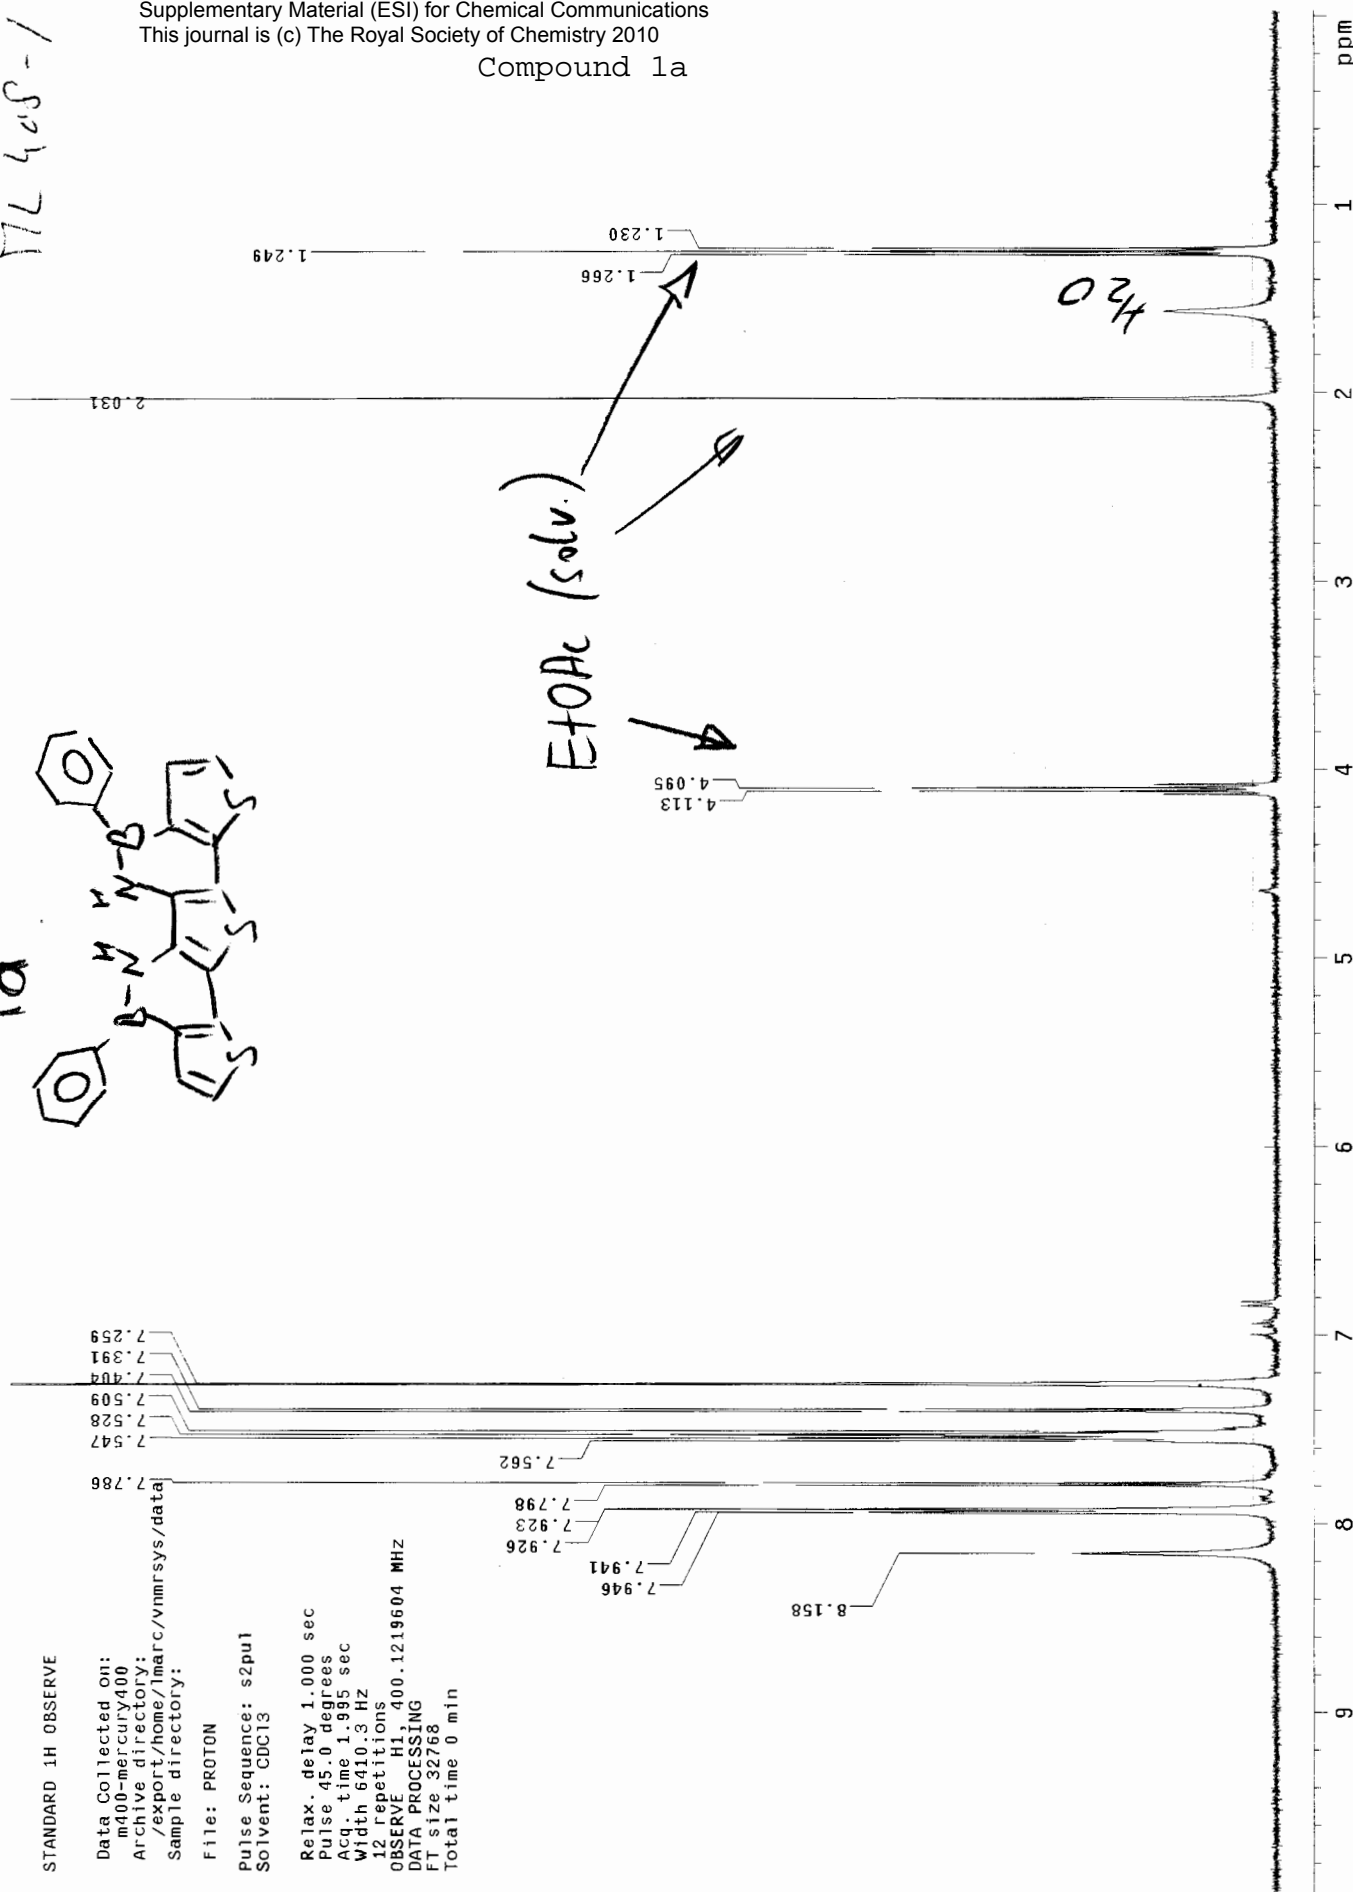 Supplementary Material (ESI) for Chemical Communications
This journal is (c) The Royal Society of Chemistry 2010
Compound 1a
1a
H H
B-N N-B
S S S
STANDARD 1H OBSERVE
Data Collected on:
m400-mercury400
Archive directory:
/export/home/lmarc/vnmrsys/data
Sample directory:
File: PROTON
Pulse Sequence: s2pul
Solvent: CDCl3
Relax. delay 1.000 sec
Pulse 45.0 degrees
Acq. time 1.995 sec
Width 6410.3 Hz
12 repetitions
OBSERVE H1, 400.1219604 MHz
DATA PROCESSING
FT size 32768
Total time 0 min
8.158
7.946
7.941
7.926
7.923
7.798
7.786
7.562
7.547
7.528
7.509
7.404
7.391
7.259
4.113
4.095
EtOAc (solv.)
2.031
1.266
1.249
1.230
H2O
9 8 7 6 5 4 3 2 1 ppm